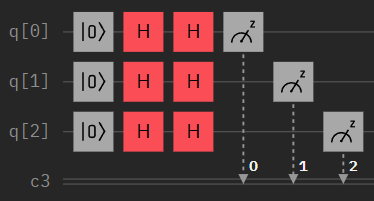 q[0] |0⟩ H H z
q[1] |0⟩ H H z
q[2] |0⟩ H H z
0 1 2
c3